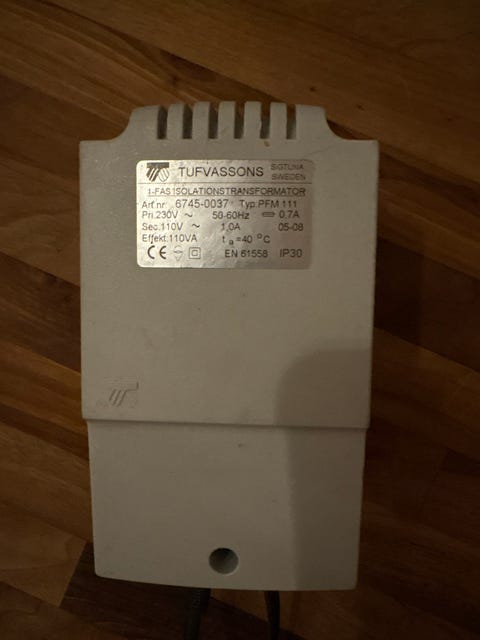 TUFVASSONS SIGTUNA SWEDEN
1-FAS ISOLATIONSTRANSFORMATOR
Art nr. 6745-0037 Typ:PFM 111
Pri.230V ~ 50-60Hz 0,7A
Sec.110V ~ 1,0A 05-08
Effekt.110VA ta=40 °C
CE EN 61558 IP30